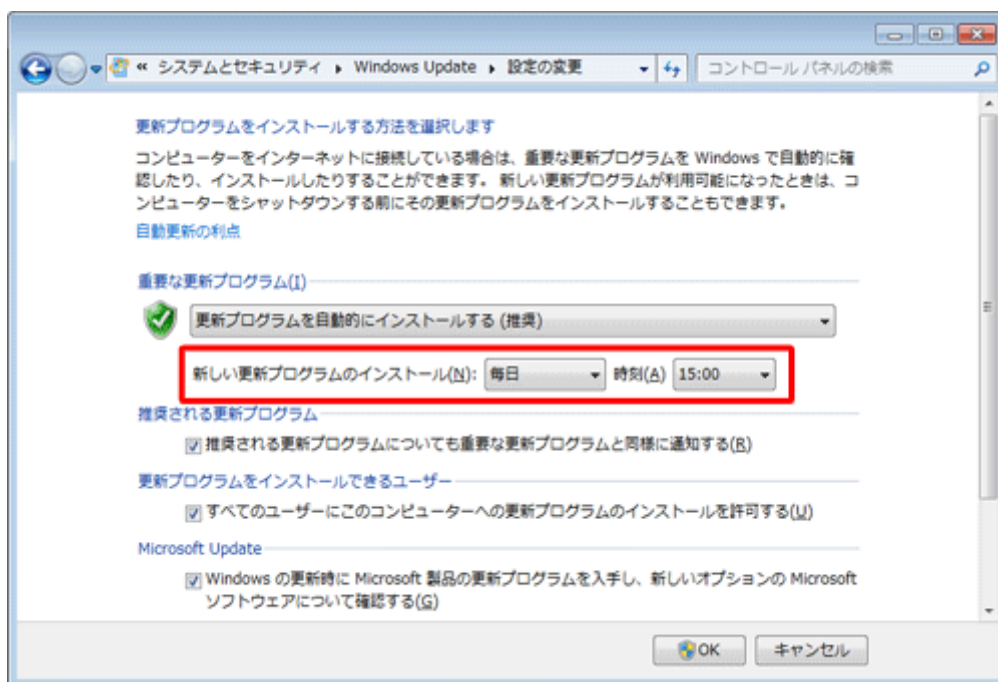 « システムとセキュリティ ▸ Windows Update ▸ 設定の変更
コントロール パネルの検索
更新プログラムをインストールする方法を選択します
コンピューターをインターネットに接続している場合は、重要な更新プログラムを Windows で自動的に確
認したり、インストールしたりすることができます。 新しい更新プログラムが利用可能になったときは、コ
ンピューターをシャットダウンする前にその更新プログラムをインストールすることもできます。
自動更新の利点
重要な更新プログラム(I)
更新プログラムを自動的にインストールする (推奨)
新しい更新プログラムのインストール(N): 毎日 時刻(A) 15:00
推奨される更新プログラム
推奨される更新プログラムについても重要な更新プログラムと同様に通知する(R)
更新プログラムをインストールできるユーザー
すべてのユーザーにこのコンピューターへの更新プログラムのインストールを許可する(U)
Microsoft Update
Windows の更新時に Microsoft 製品の更新プログラムを入手し、新しいオプションの Microsoft
ソフトウェアについて確認する(G)
OK キャンセル